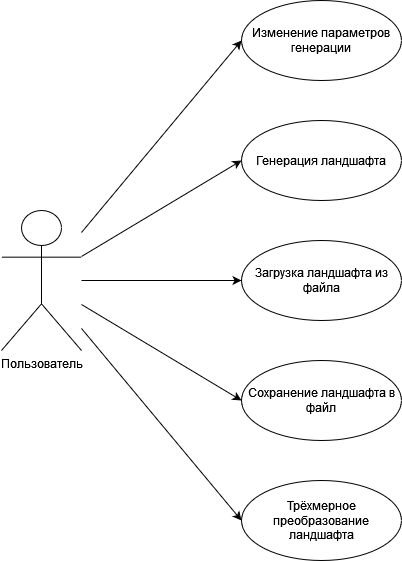 Изменение параметров
генерации
Генерация ландшафта
Загрузка ландшафта из
файла
Пользователь
Сохранение ландшафта в
файл
Трёхмерное
преобразование
ландшафта